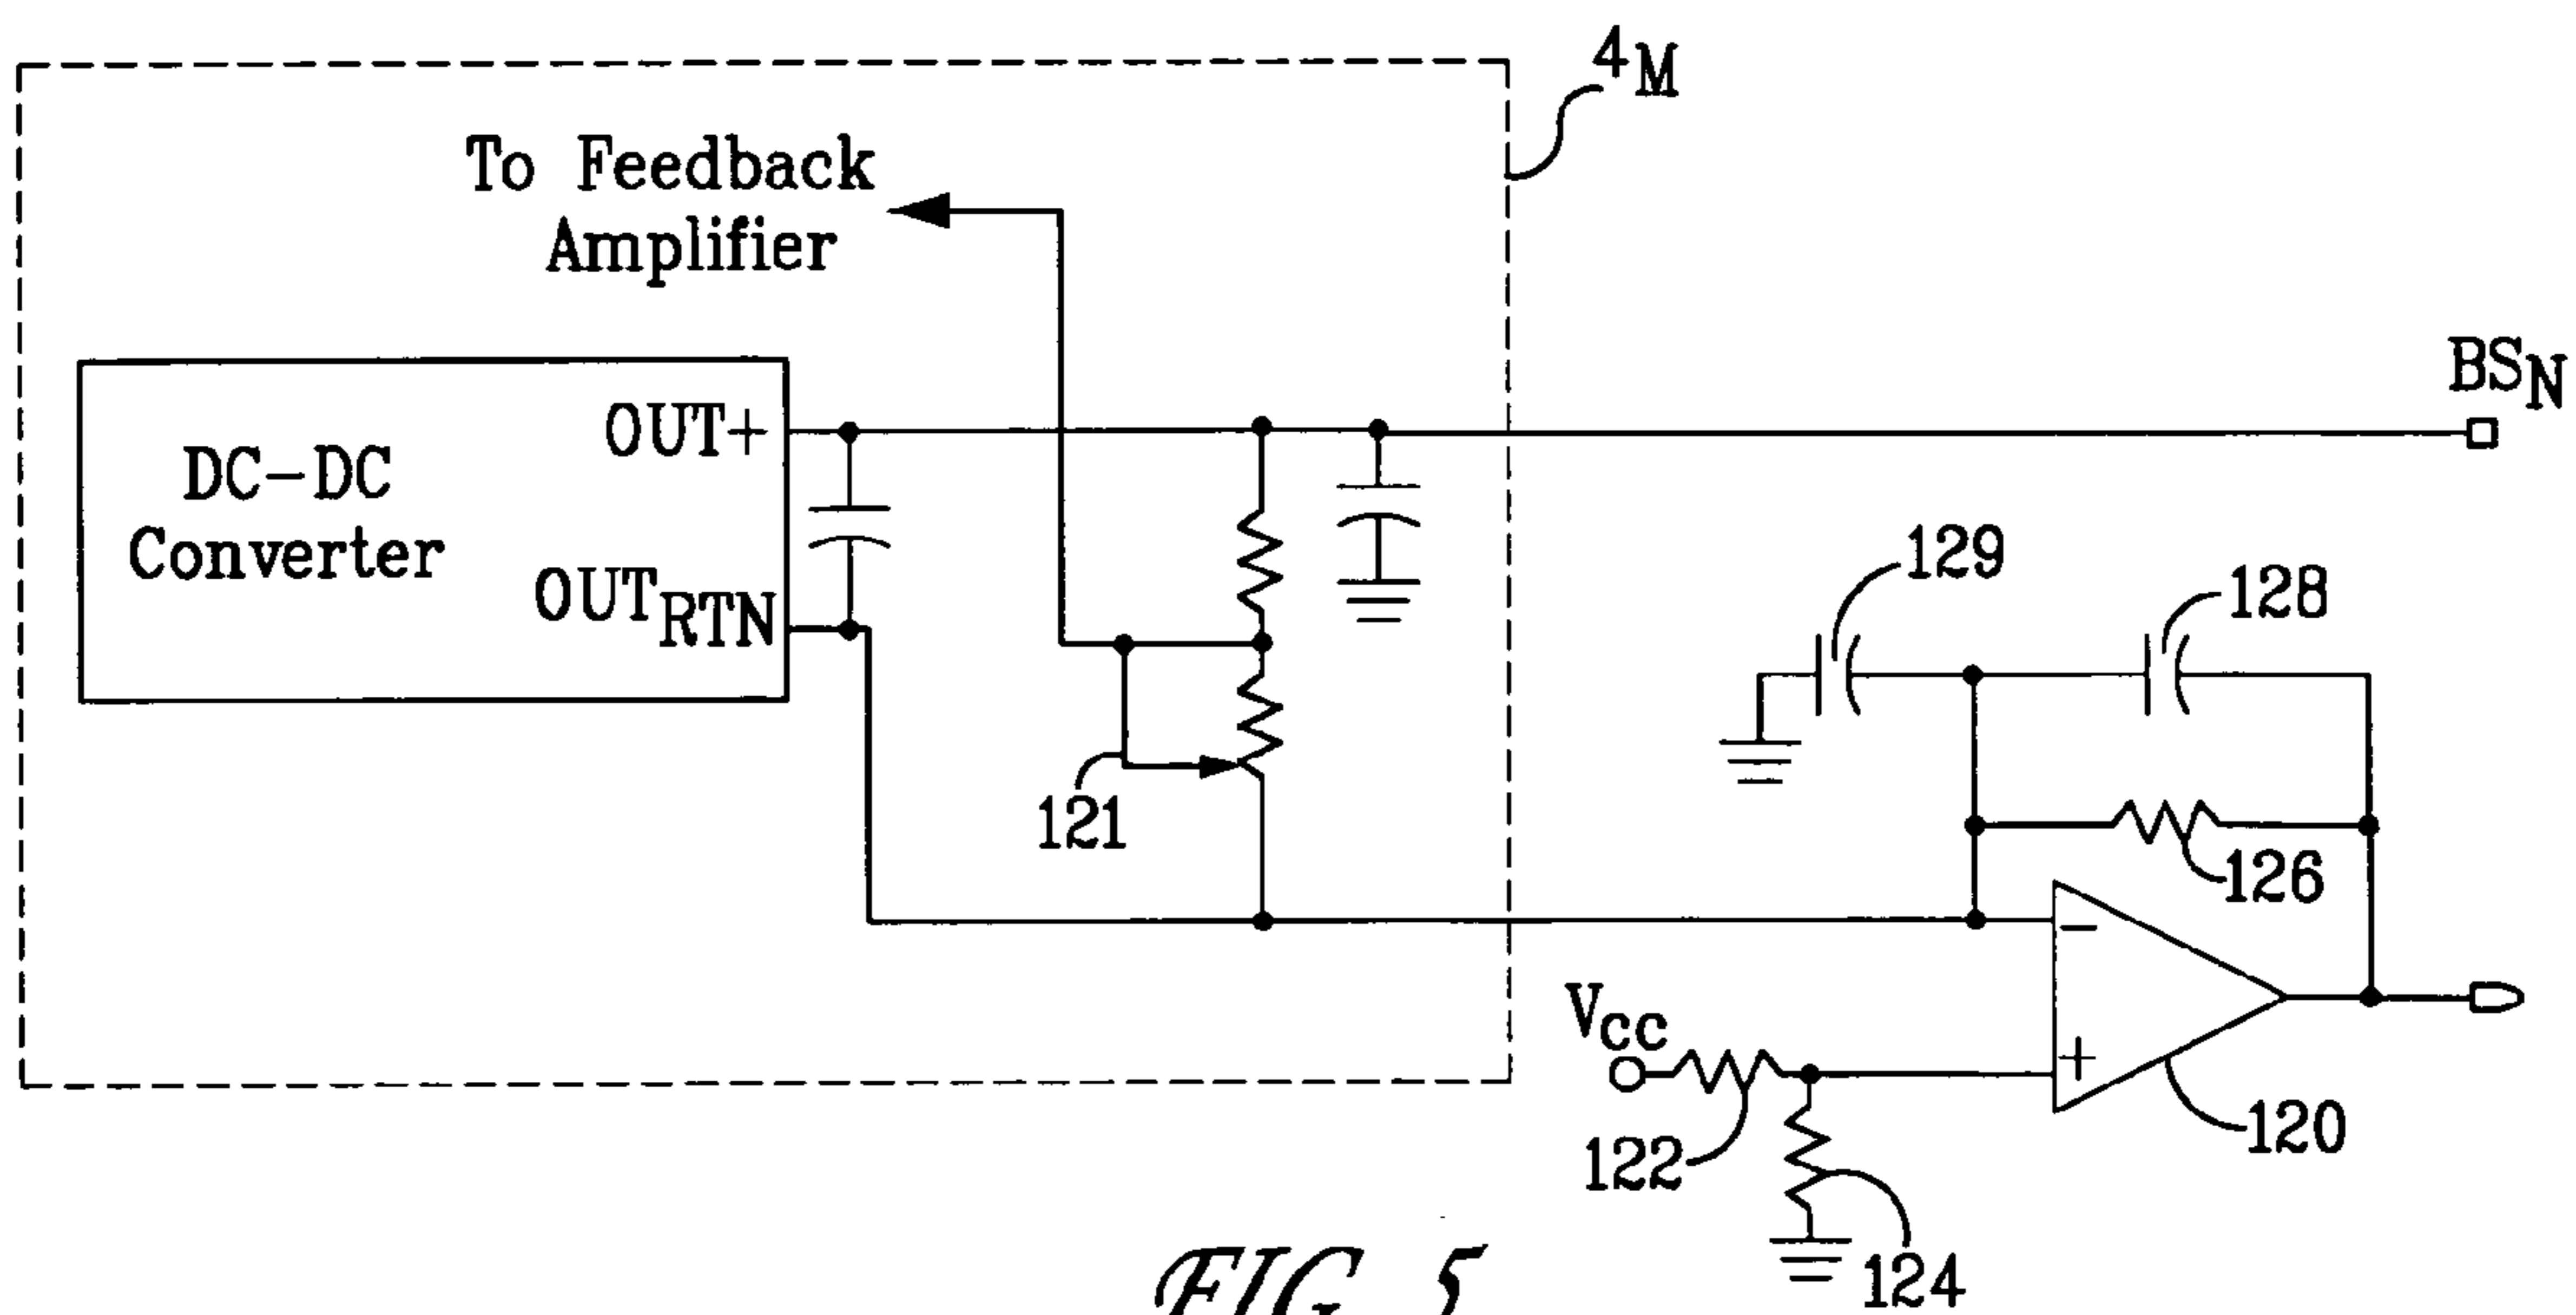 4M
To Feedback
Amplifier
BSN
OUT+
DC-DC
Converter
OUTRTN
129
128
121
126
VCC
122
120
124
FIG. 5